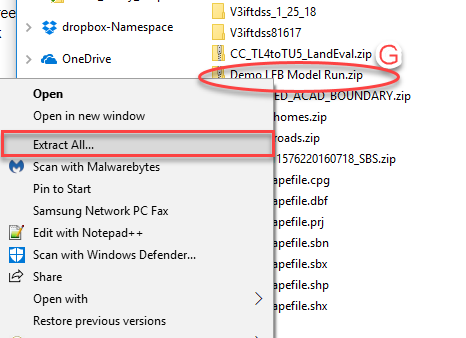 ree
dropbox-Namespace
OneDrive
V3iftdss_1_25_18
V3iftdss81617
CC_TL4toTU5_LandEval.zip
G
Demo LFB Model Run.zip
ED_ACAD_BOUNDARY.zip
homes.zip
roads.zip
1576220160718_SBS.zip
apefile.cpg
apefile.dbf
apefile.prj
apefile.sbn
apefile.sbx
apefile.shp
apefile.shx
Open
Open in new window
Extract All...
Scan with Malwarebytes
Pin to Start
Samsung Network PC Fax
Edit with Notepad++
Scan with Windows Defender...
Share
Open with
Restore previous versions